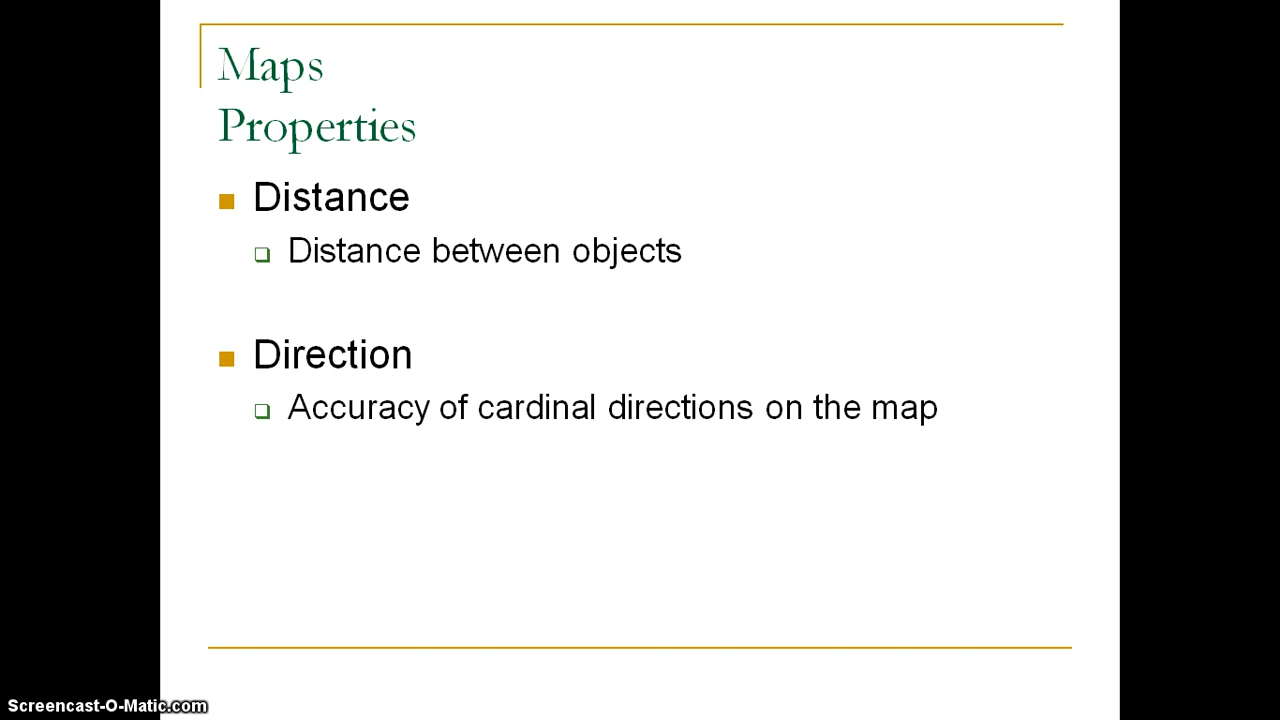 Maps
Properties
Distance
Distance between objects
Direction
Accuracy of cardinal directions on the map
Screencast-O-Matic.com